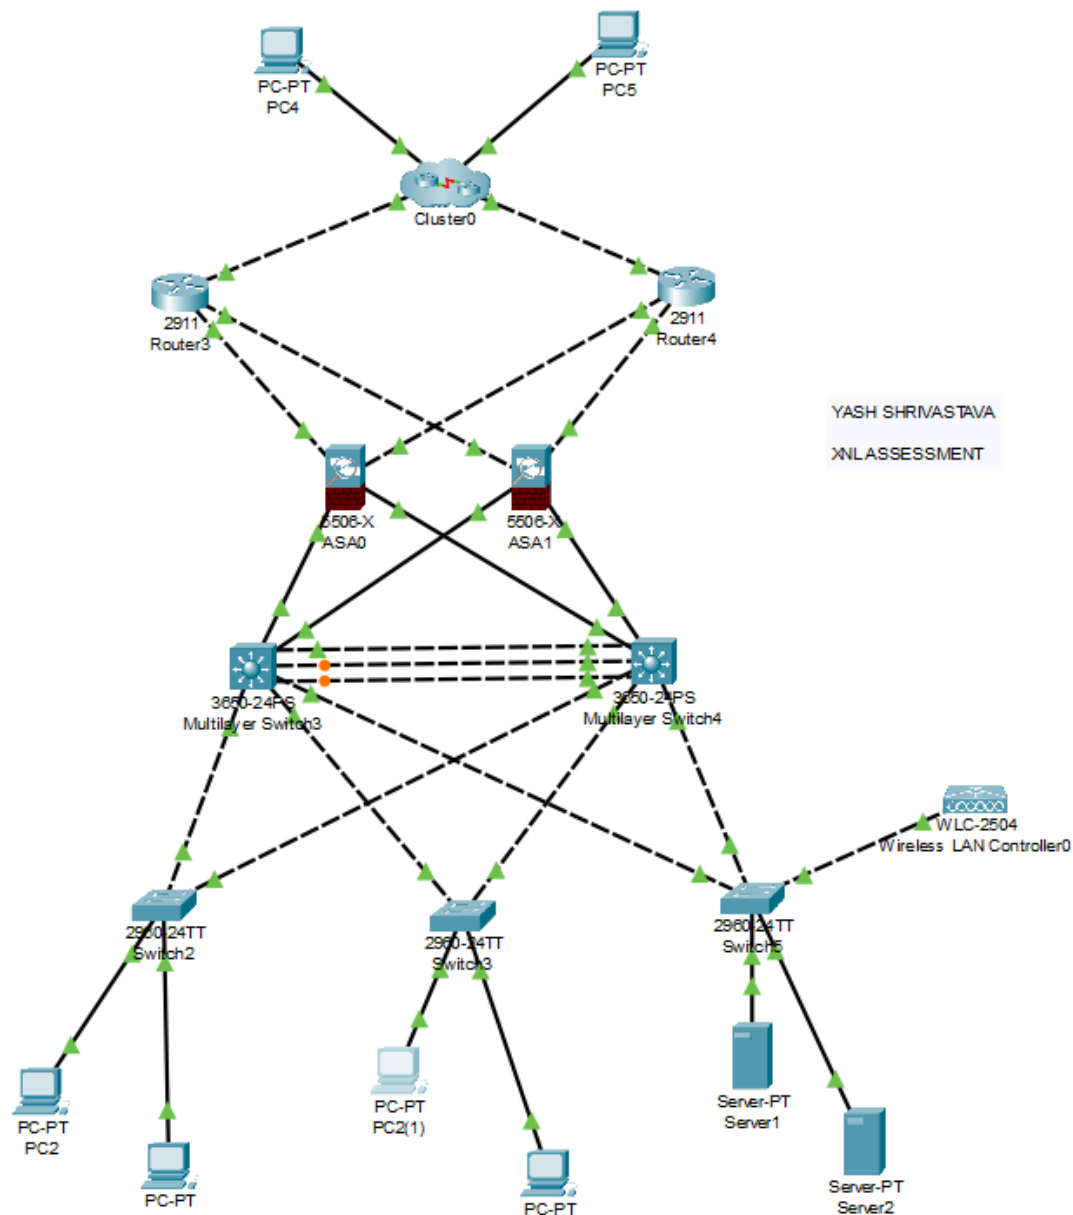 PC-PT
PC4
PC-PT
PC5
Cluster0
2911
Router3
2911
Router4
YASH SHRIVASTAVA
XNL ASSESSMENT
5506-X
ASA0
5506-X
ASA1
3650-24PS
Multilayer Switch3
3650-24PS
Multilayer Switch4
WLC-2504
Wireless LAN Controller0
2960-24TT
Switch2
2960-24TT
Switch3
2960-24TT
Switch5
PC-PT
PC2
PC-PT
PC-PT
PC2(1)
PC-PT
Server-PT
Server1
Server-PT
Server2